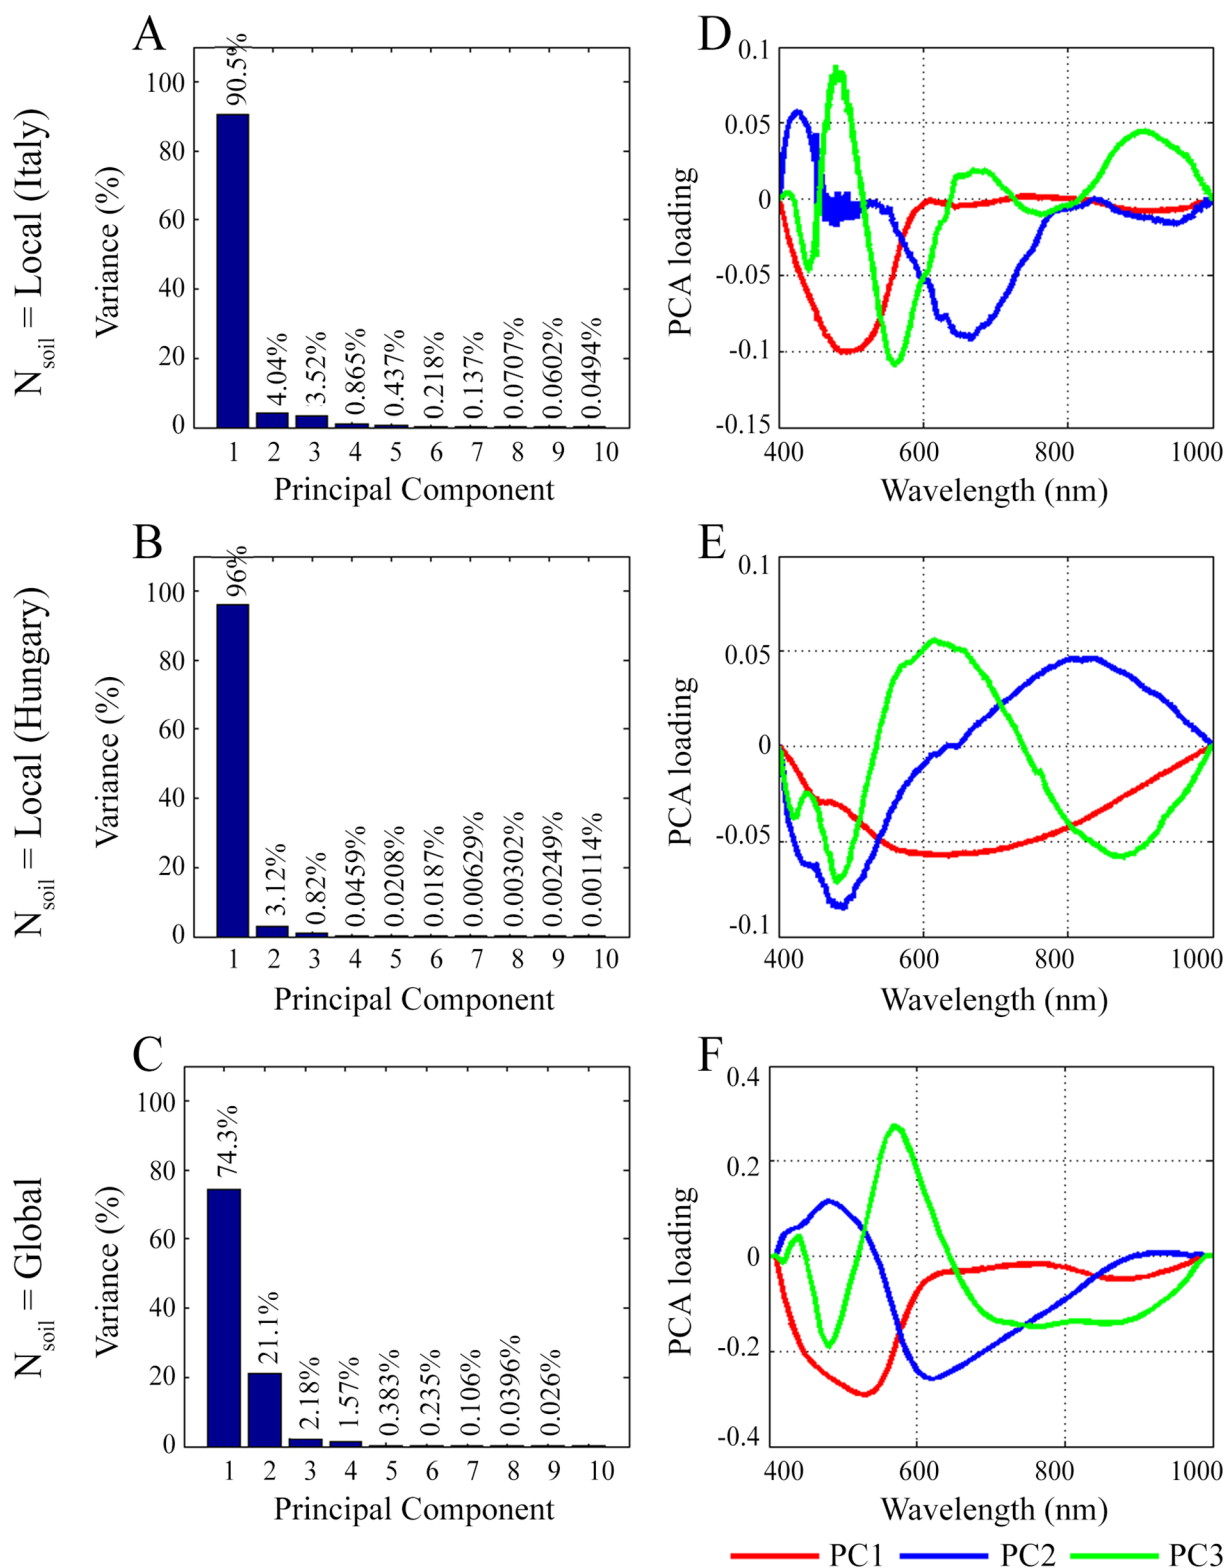 A
N_soil = Local (Italy)
Variance (%)
100
80
60
40
20
0
90.5%
4.04%
3.52%
0.865%
0.437%
0.218%
0.137%
0.0707%
0.0602%
0.0494%
1 2 3 4 5 6 7 8 9 10
Principal Component
D
PCA loading
0.1
0.05
0
-0.05
-0.1
-0.15
400 600 800 1000
Wavelength (nm)
B
N_soil = Local (Hungary)
Variance (%)
100
80
60
40
20
0
96%
3.12%
0.82%
0.0459%
0.0208%
0.0187%
0.00629%
0.00302%
0.00249%
0.00114%
1 2 3 4 5 6 7 8 9 10
Principal Component
E
PCA loading
0.1
0.05
0
-0.05
-0.1
400 600 800 1000
Wavelength (nm)
C
N_soil = Global
Variance (%)
100
80
60
40
20
0
74.3%
21.1%
2.18%
1.57%
0.383%
0.235%
0.106%
0.0396%
0.026%
1 2 3 4 5 6 7 8 9 10
Principal Component
F
PCA loading
0.4
0.2
0
-0.2
-0.4
400 600 800 1000
Wavelength (nm)
PC1 PC2 PC3